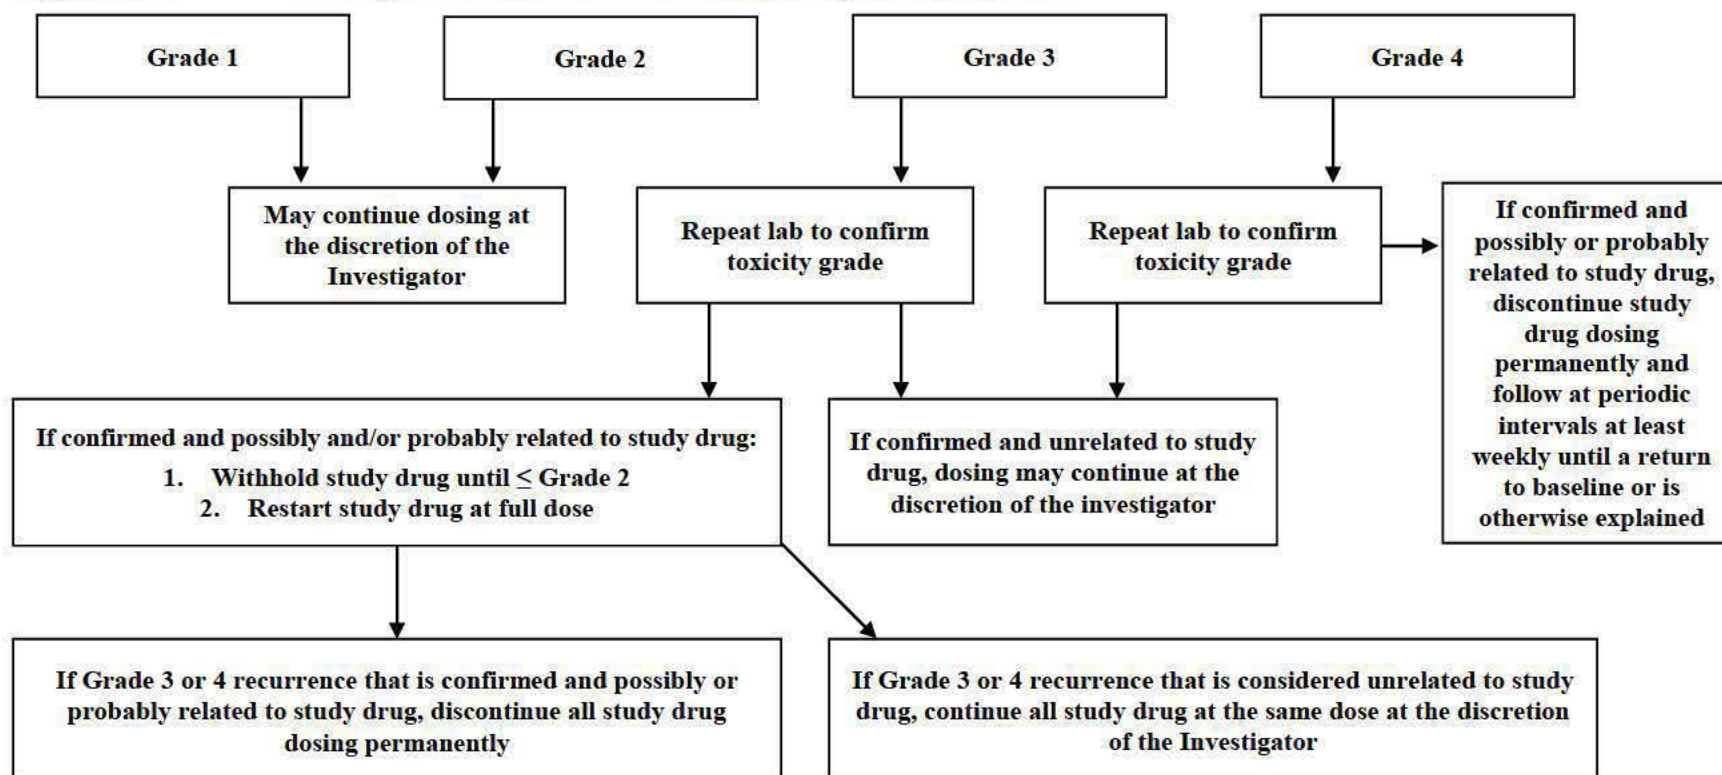 Grade 1
Grade 2
Grade 3
Grade 4
May continue dosing at
the discretion of the
Investigator
Repeat lab to confirm
toxicity grade
Repeat lab to confirm
toxicity grade
If confirmed and
possibly or probably
related to study drug,
discontinue study
drug dosing
permanently and
follow at periodic
intervals at least
weekly until a return
to baseline or is
otherwise explained
If confirmed and possibly and/or probably related to study drug:
1. Withhold study drug until ≤ Grade 2
2. Restart study drug at full dose
If confirmed and unrelated to study
drug, dosing may continue at the
discretion of the investigator
If Grade 3 or 4 recurrence that is confirmed and possibly or
probably related to study drug, discontinue all study drug
dosing permanently
If Grade 3 or 4 recurrence that is considered unrelated to study
drug, continue all study drug at the same dose at the discretion
of the Investigator